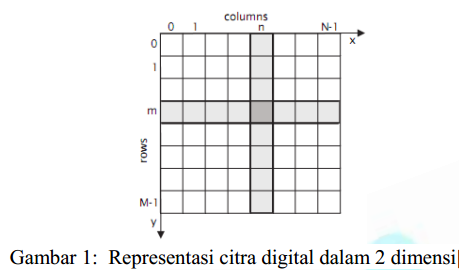 columns
0 1 n N-1
x
0
1
m
rows
M-1
y
Gambar 1: Representasi citra digital dalam 2 dimensi